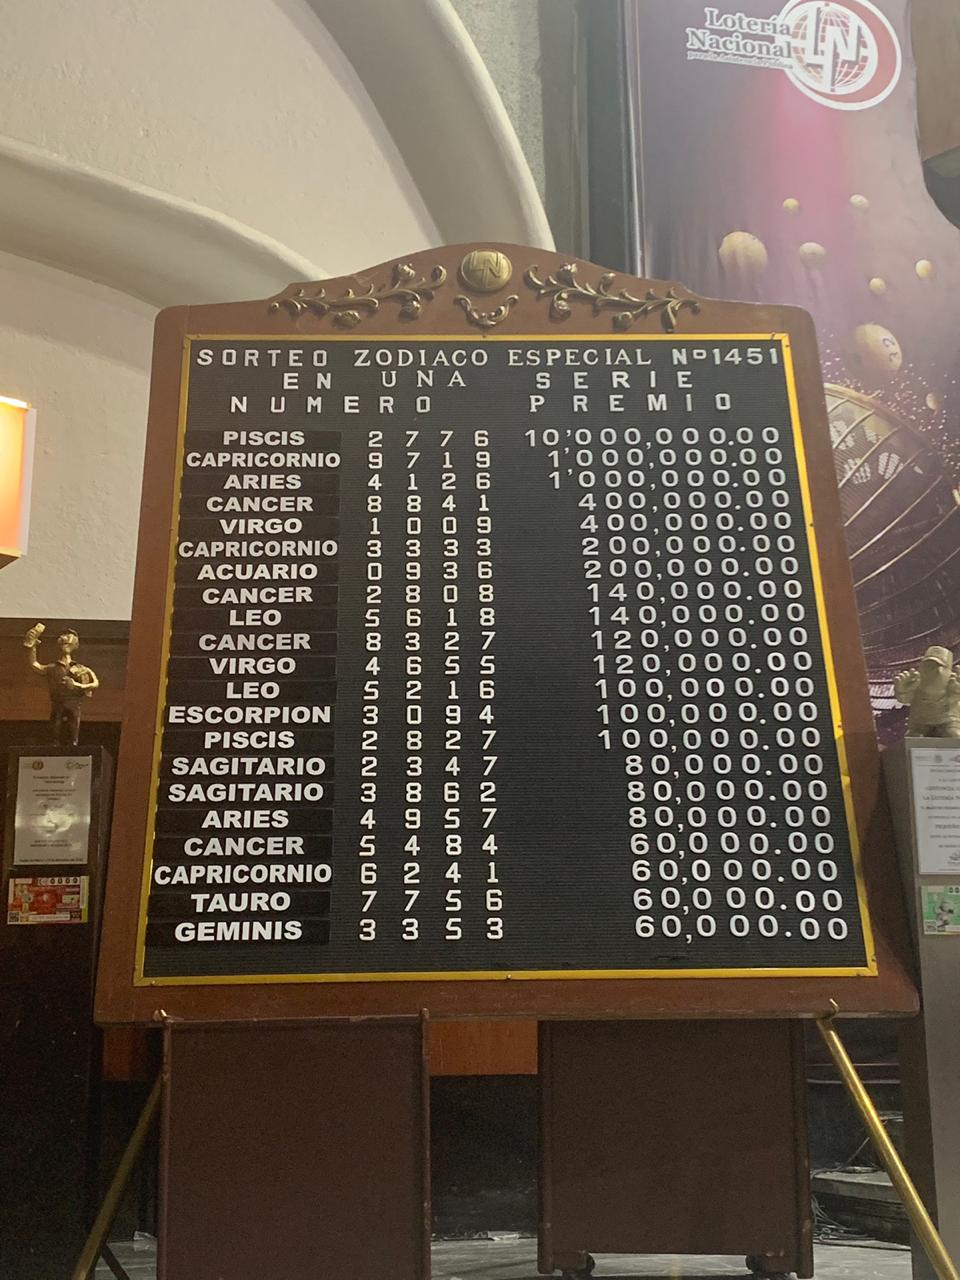 Lotería
Nacional
LN
LN
SORTEO ZODIACO ESPECIAL Nº1451
EN UNA SERIE
NUMERO PREMIO
PISCIS 2776 10'000,000.00
CAPRICORNIO 9719 1'000,000.00
ARIES 4126 1'000,000.00
CANCER 8841 400,000.00
VIRGO 1009 400,000.00
CAPRICORNIO 3333 200,000.00
ACUARIO 0936 200,000.00
CANCER 2808 140,000.00
LEO 5618 140,000.00
CANCER 8327 120,000.00
VIRGO 4655 120,000.00
LEO 5216 100,000.00
ESCORPION 3094 100,000.00
PISCIS 2827 100,000.00
SAGITARIO 2347 80,000.00
SAGITARIO 3862 80,000.00
ARIES 4957 80,000.00
CANCER 5484 60,000.00
CAPRICORNIO 6241 60,000.00
TAURO 7756 60,000.00
GEMINIS 3353 60,000.00